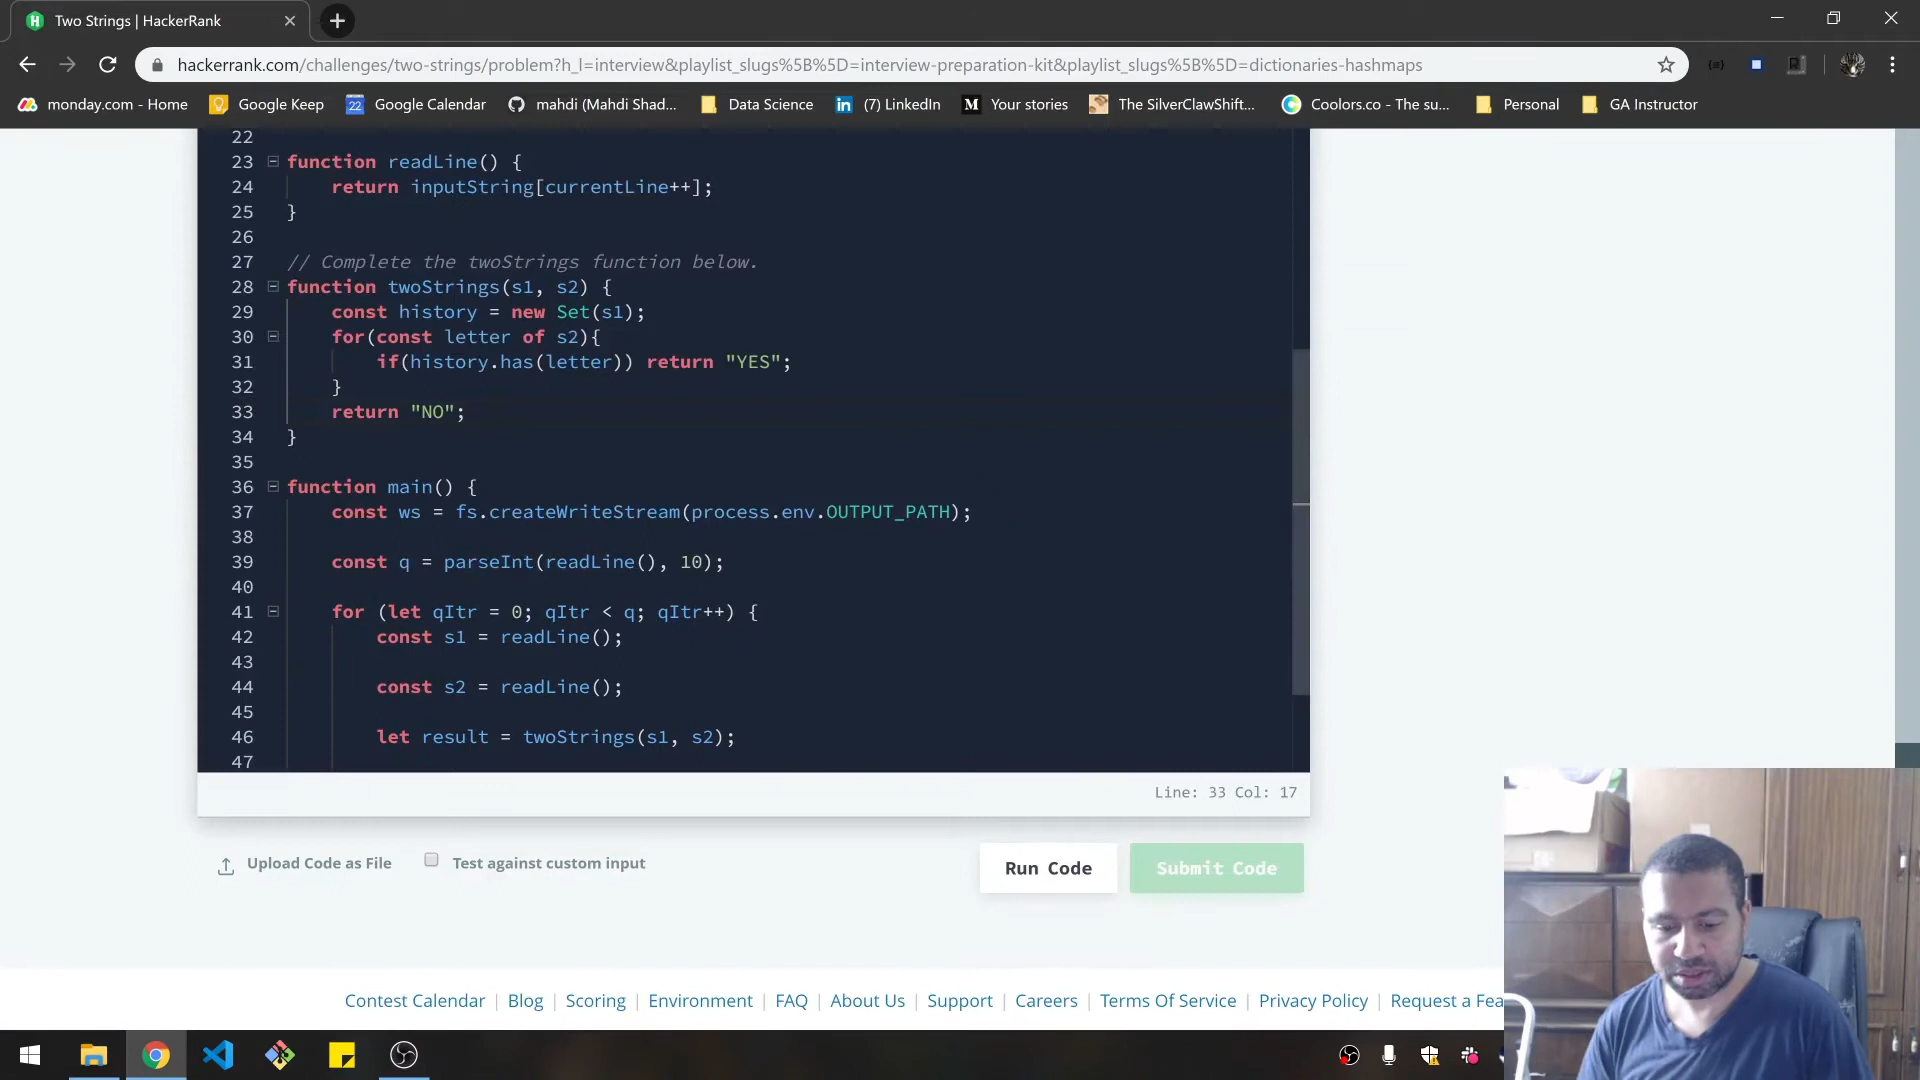 Two Strings | HackerRank
hackerrank.com/challenges/two-strings/problem?h_l=interview&playlist_slugs%5B%5D=interview-preparation-kit&playlist_slugs%5B%5D=dictionaries-hashmaps
monday.com - Home Google Keep 22 Google Calendar mahdi (Mahdi Shad... Data Science in (7) LinkedIn M Your stories The SilverClawShift... Coolors.co - The su... Personal GA Instructor
22
23 function readLine() {
24 return inputString[currentLine++];
25 }
26
27 // Complete the twoStrings function below.
28 function twoStrings(s1, s2) {
29 const history = new Set(s1);
30 for(const letter of s2){
31 if(history.has(letter)) return "YES";
32 }
33 return "NO";
34 }
35
36 function main() {
37 const ws = fs.createWriteStream(process.env.OUTPUT_PATH);
38
39 const q = parseInt(readLine(), 10);
40
41 for (let qItr = 0; qItr < q; qItr++) {
42 const s1 = readLine();
43
44 const s2 = readLine();
45
46 let result = twoStrings(s1, s2);
47
Line: 33 Col: 17
Upload Code as File Test against custom input Run Code Submit Code
Contest Calendar | Blog | Scoring | Environment | FAQ | About Us | Support | Careers | Terms Of Service | Privacy Policy | Request a Fea